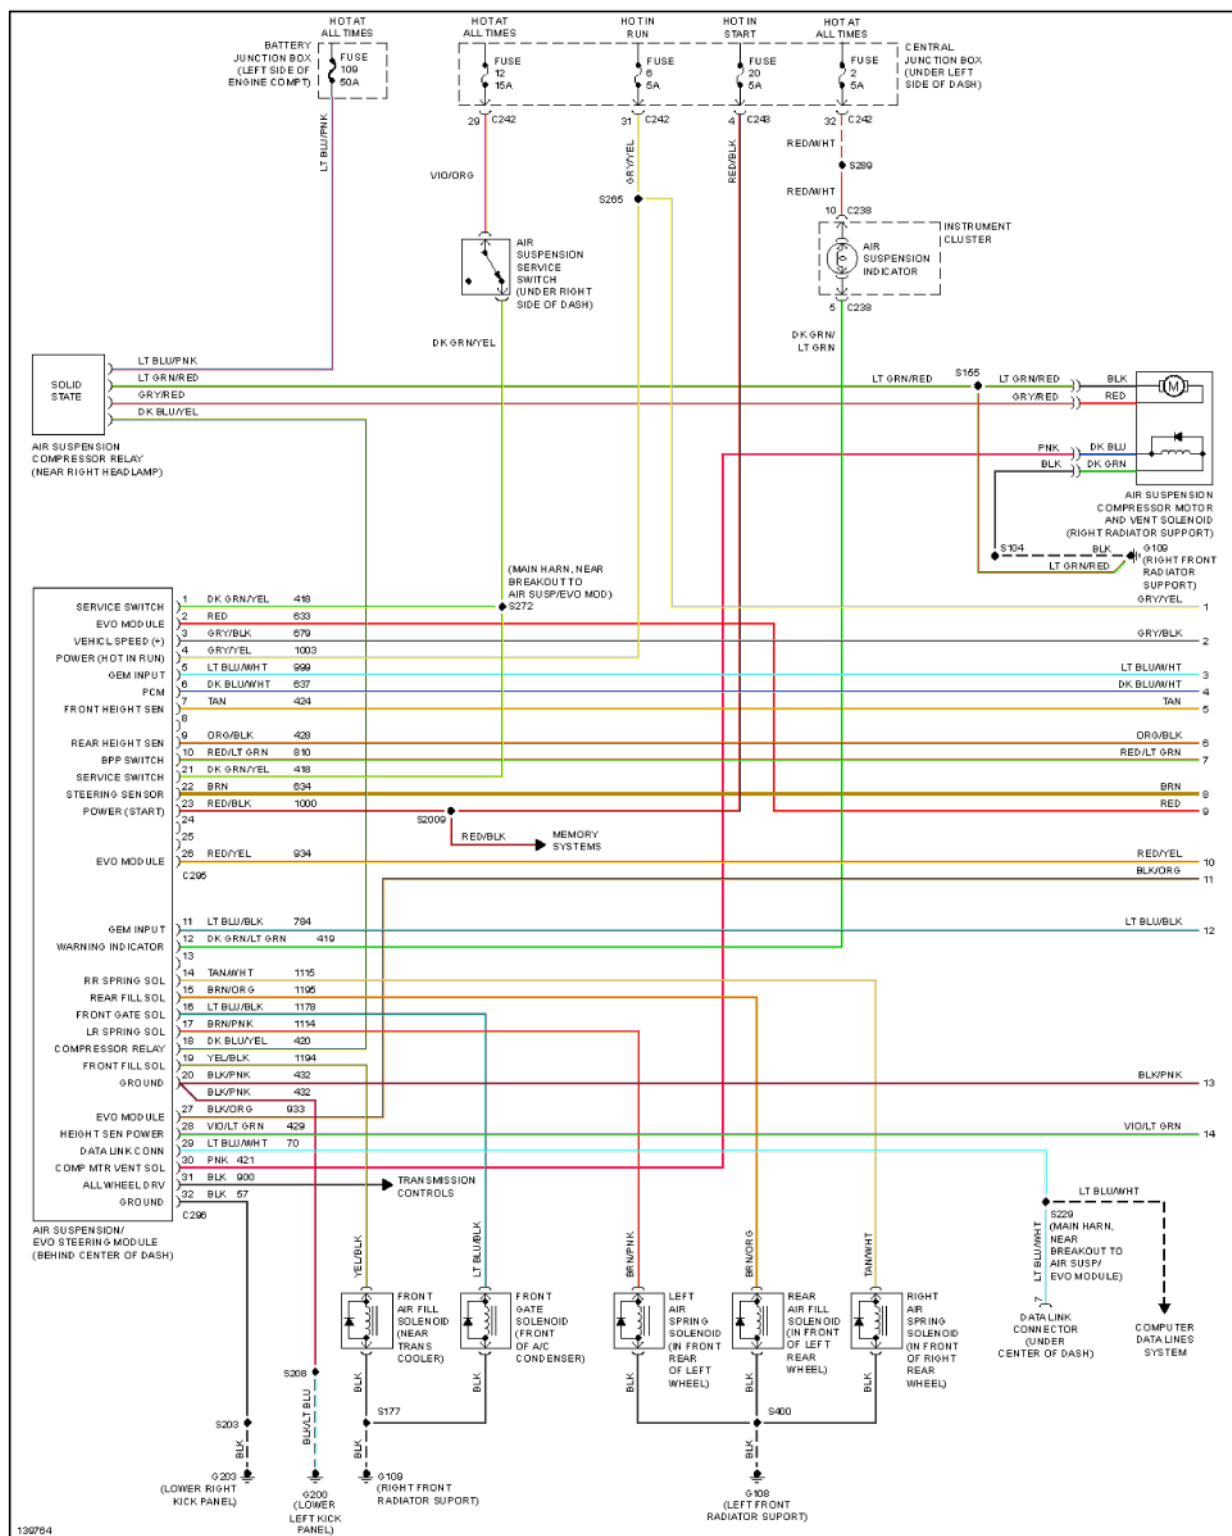 HOT AT
ALL TIMES
HOT AT
ALL TIMES
HOT IN
RUN
HOT IN
START
HOT AT
ALL TIMES
BATTERY
JUNCTION BOX
(LEFT SIDE OF
ENGINE COMPT)
FUSE
109
50A
FUSE
12
15A
FUSE
6
5A
FUSE
20
5A
FUSE
2
5A
CENTRAL
JUNCTION BOX
(UNDER LEFT
SIDE OF DASH)
29 C242
31 C242
4 C243
32 C242
LT BLU/PNK
VIO/ORG
GRY/YEL
RED/BLK
RED/WHT
S289
RED/WHT
S265
10 C238
INSTRUMENT
CLUSTER
AIR
SUSPENSION
INDICATOR
5 C238
AIR
SUSPENSION
SERVICE
SWITCH
(UNDER RIGHT
SIDE OF DASH)
DK GRN/YEL
DK GRN/
LT GRN
SOLID
STATE
LT BLU/PNK
LT GRN/RED
GRY/RED
DK BLU/YEL
AIR SUSPENSION
COMPRESSOR RELAY
(NEAR RIGHT HEADLAMP)
LT GRN/RED
S155
LT GRN/RED
BLK
M
GRY/RED
RED
PNK
DK BLU
BLK
DK GRN
AIR SUSPENSION
COMPRESSOR MOTOR
AND VENT SOLENOID
(RIGHT RADIATOR SUPPORT)
S104
BLK
LT GRN/RED
G109
(RIGHT FRONT
RADIATOR
SUPPORT)
(MAIN HARN, NEAR
BREAKOUT TO
AIR SUSP/EVO MOD)
S272
SERVICE SWITCH 1 DK GRN/YEL 418
EVO MODULE 2 RED 633
VEHICL SPEED (+) 3 GRY/BLK 679
POWER (HOT IN RUN) 4 GRY/YEL 1003
GEM INPUT 5 LT BLU/WHT 999
PCM 6 DK BLU/WHT 637
FRONT HEIGHT SEN 7 TAN 424
8
REAR HEIGHT SEN 9 ORG/BLK 428
BPP SWITCH 10 RED/LT GRN 810
SERVICE SWITCH 21 DK GRN/YEL 418
STEERING SENSOR 22 BRN 634
POWER (START) 23 RED/BLK 1000
24
25
EVO MODULE 26 RED/YEL 934
C295
GRY/YEL 1
GRY/BLK 2
LT BLU/WHT 3
DK BLU/WHT 4
TAN 5
ORG/BLK 6
RED/LT GRN 7
BRN 8
RED 9
RED/YEL 10
BLK/ORG 11
LT BLU/BLK 12
S2009
RED/BLK
MEMORY
SYSTEMS
GEM INPUT 11 LT BLU/BLK 784
WARNING INDICATOR 12 DK GRN/LT GRN 419
13
RR SPRING SOL 14 TAN/WHT 1115
REAR FILL SOL 15 BRN/ORG 1195
FRONT GATE SOL 16 LT BLU/BLK 1178
LR SPRING SOL 17 BRN/PNK 1114
COMPRESSOR RELAY 18 DK BLU/YEL 420
FRONT FILL SOL 19 YEL/BLK 1194
GROUND 20 BLK/PNK 432
BLK/PNK 432
EVO MODULE 27 BLK/ORG 933
HEIGHT SEN POWER 28 VIO/LT GRN 429
DATA LINK CONN 29 LT BLU/WHT 70
COMP MTR VENT SOL 30 PNK 421
ALL WHEEL DRV 31 BLK 900
GROUND 32 BLK 57
C296
BLK/PNK 13
VIO/LT GRN 14
AIR SUSPENSION/
EVO STEERING MODULE
(BEHIND CENTER OF DASH)
TRANSMISSION
CONTROLS
LT BLU/WHT
S229
(MAIN HARN,
NEAR
BREAKOUT TO
AIR SUSP/
EVO MODULE)
LT BLU/WHT
7
DATA LINK
CONNECTOR
(UNDER
CENTER OF DASH)
COMPUTER
DATA LINES
SYSTEM
YEL/BLK
LT BLU/BLK
BRN/PNK
BRN/ORG
TAN/WHT
FRONT
AIR FILL
SOLENOID
(NEAR
TRANS
COOLER)
FRONT
GATE
SOLENOID
(FRONT
OF A/C
CONDENSER)
LEFT
AIR
SPRING
SOLENOID
(IN FRONT
REAR
OF LEFT
WHEEL)
REAR
AIR FILL
SOLENOID
(IN FRONT
OF LEFT
REAR
WHEEL)
RIGHT
AIR
SPRING
SOLENOID
(IN FRONT
OF RIGHT
REAR
WHEEL)
BLK
BLK
BLK
BLK
BLK
S208
S203
S177
S400
BLK
BLK/LT BLU
BLK
BLK
G203
(LOWER RIGHT
KICK PANEL)
G200
(LOWER
LEFT KICK
PANEL)
G109
(RIGHT FRONT
RADIATOR SUPORT)
G108
(LEFT FRONT
RADIATOR SUPORT)
139764